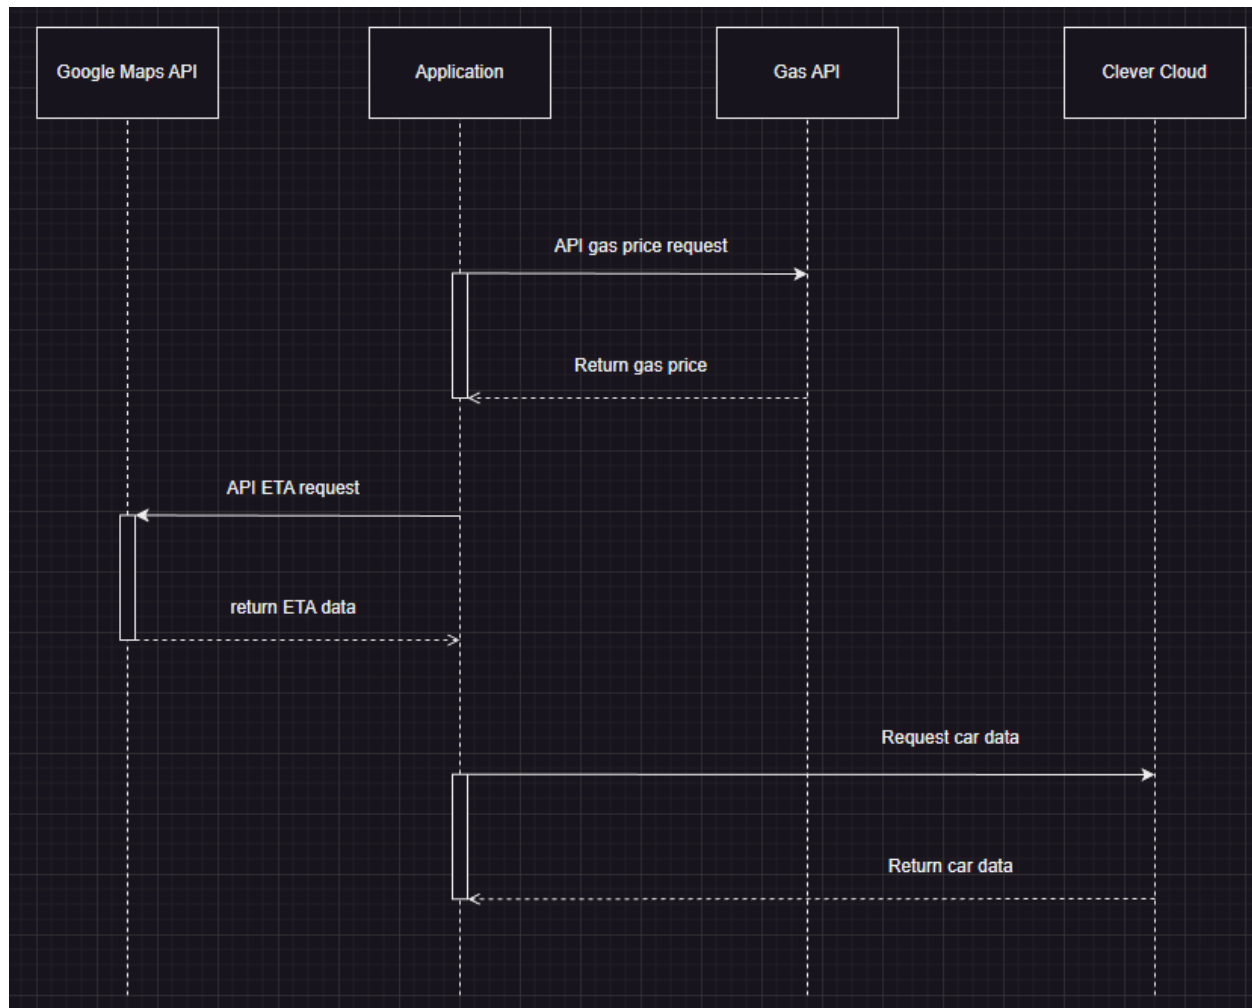 Google Maps API
Application
Gas API
Clever Cloud
API gas price request
Return gas price
API ETA request
return ETA data
Request car data
Return car data